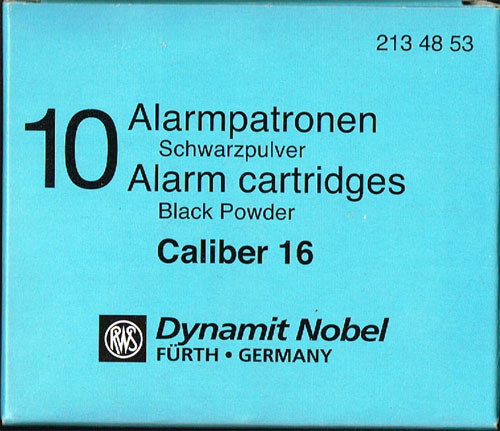 213 48 53
10
Alarmpatronen
Schwarzpulver
Alarm cartridges
Black Powder
Caliber 16
RWS
Dynamit Nobel
FÜRTH • GERMANY